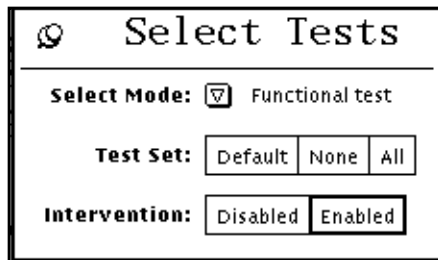 Select Tests
Select Mode: Functional test
Test Set: Default None All
Intervention: Disabled Enabled